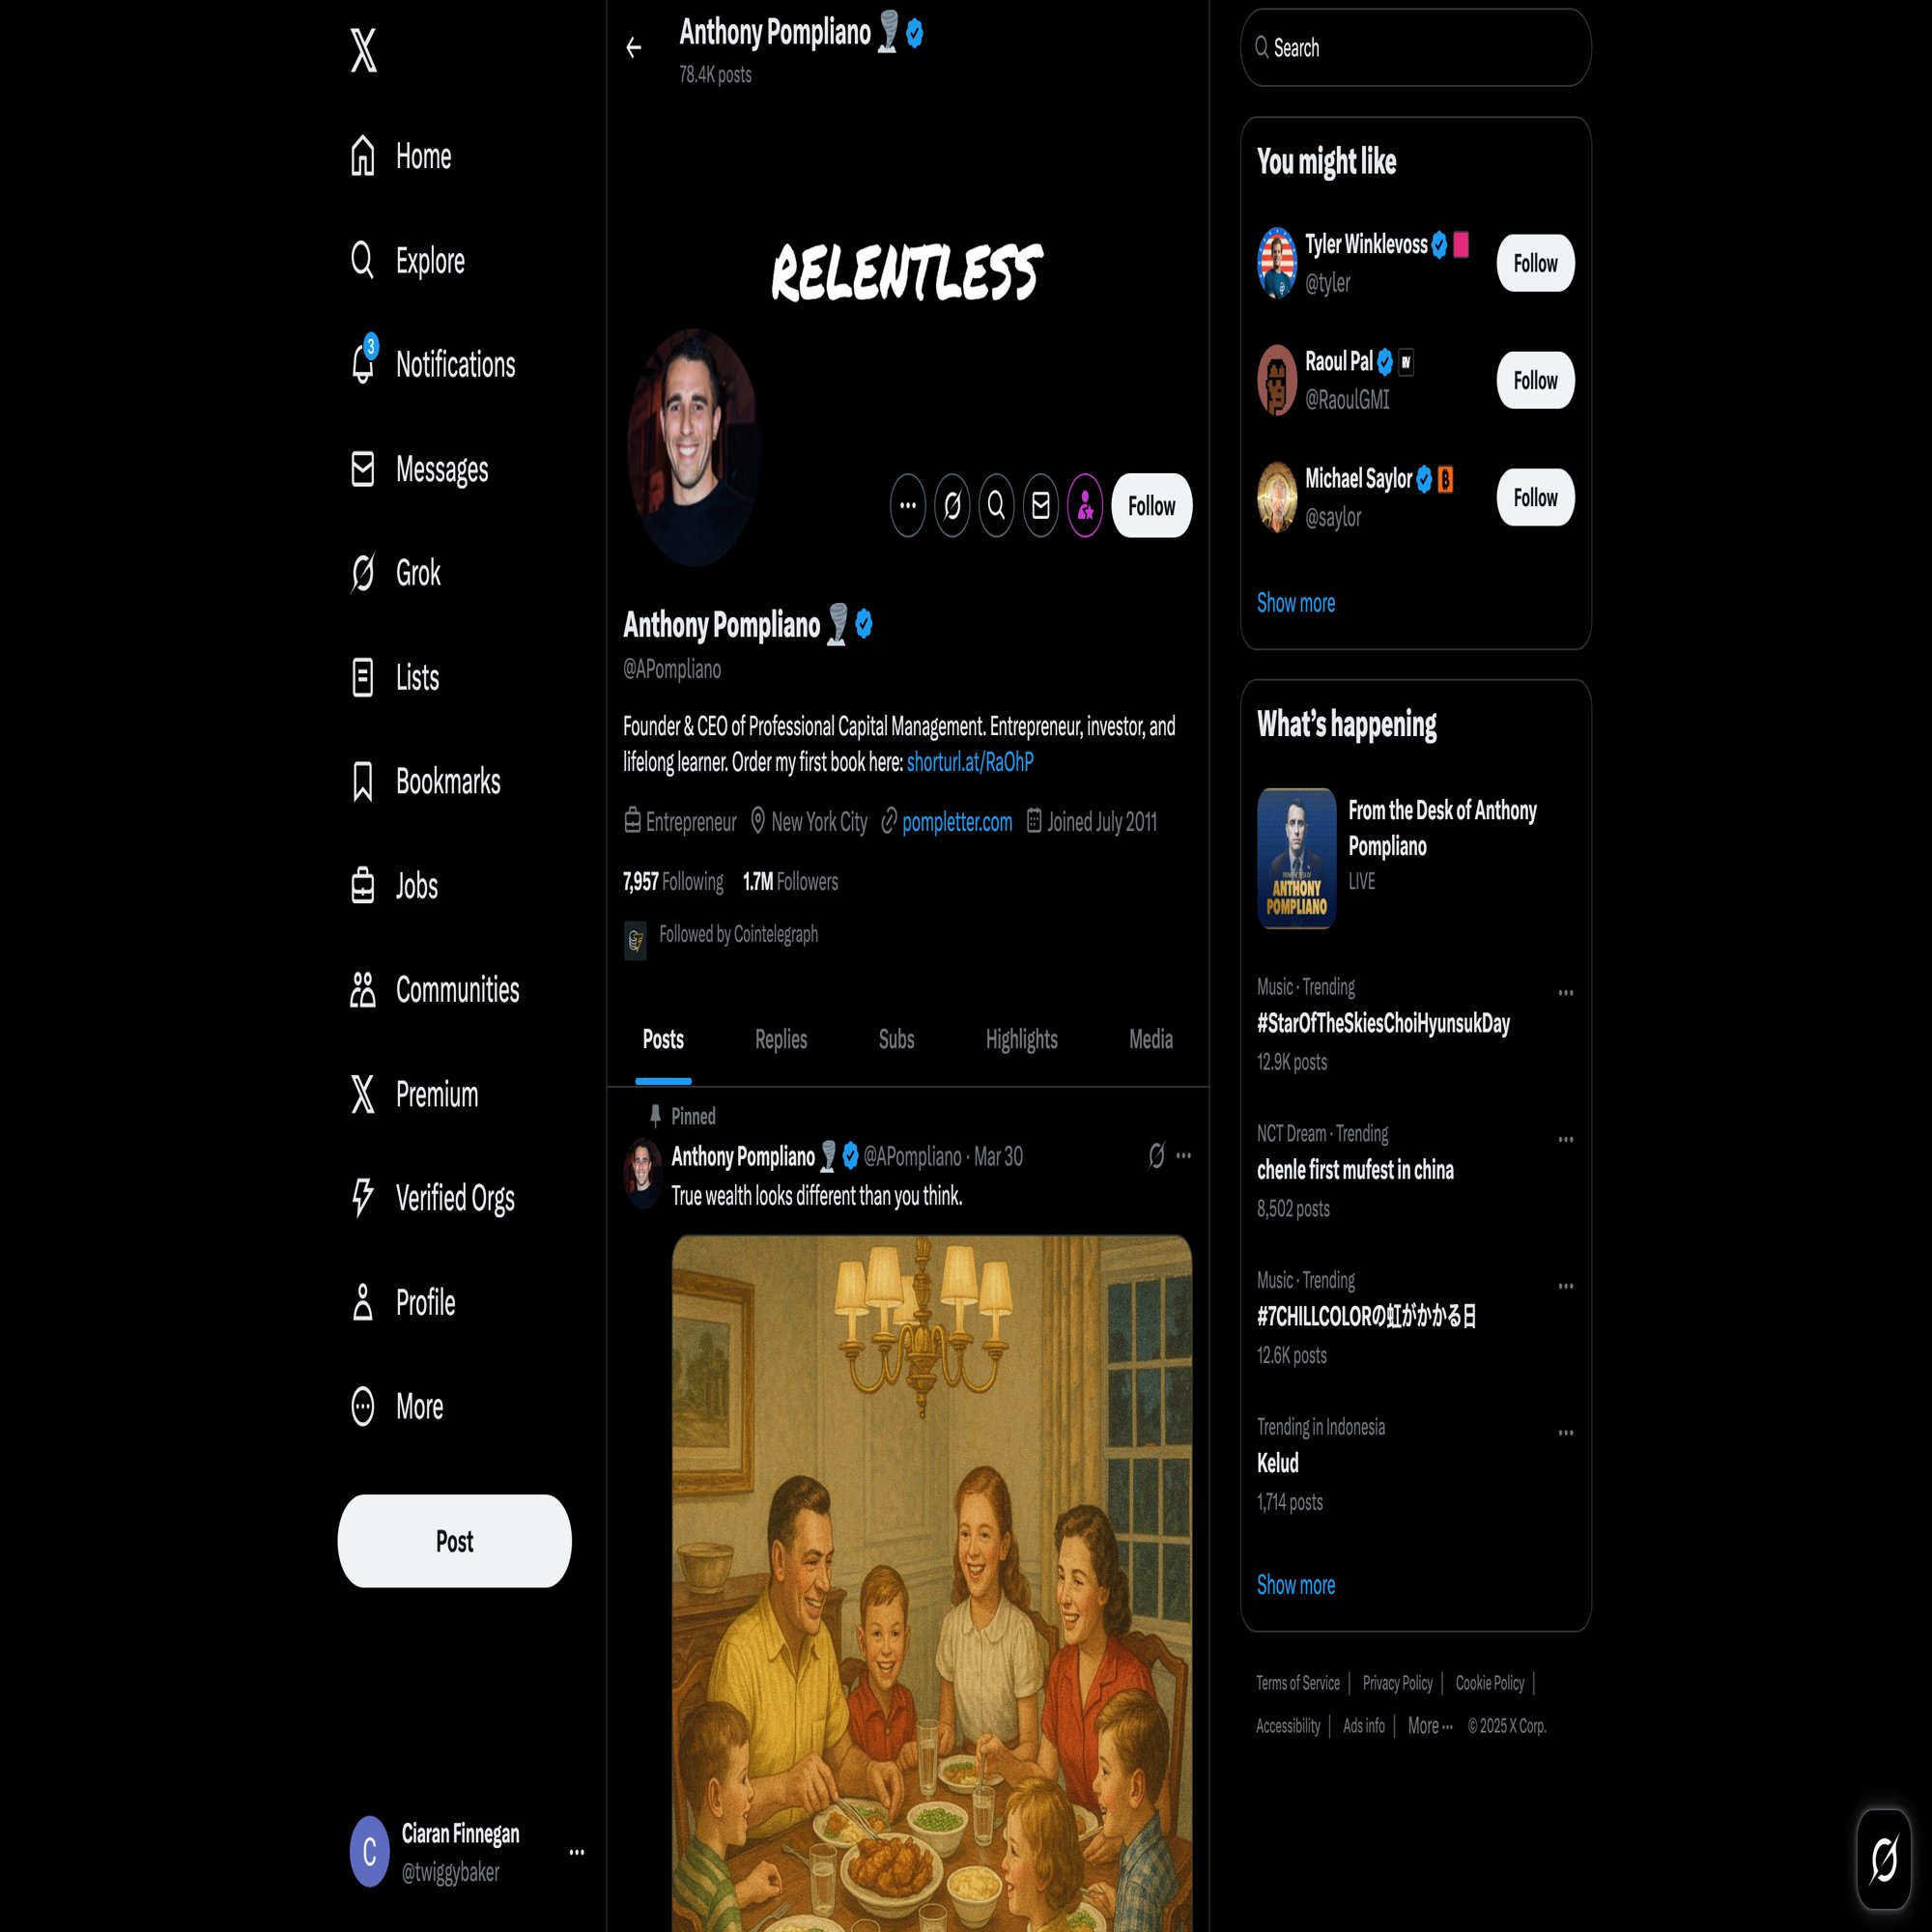 Home
Explore
3
Notifications
Messages
Grok
Lists
Bookmarks
Jobs
Communities
Premium
Verified Orgs
Profile
More
Post
C
Ciaran Finnegan
@twiggybaker
Anthony Pompliano
78.4K posts
RELENTLESS
Follow
Anthony Pompliano
@APompliano
Founder & CEO of Professional Capital Management. Entrepreneur, investor, and
lifelong learner. Order my first book here: shorturl.at/RaOhP
Entrepreneur New York City pompletter.com Joined July 2011
7,957 Following 1.7M Followers
Followed by Cointelegraph
Posts Replies Subs Highlights Media
Pinned
Anthony Pompliano @APompliano · Mar 30
True wealth looks different than you think.
Search
You might like
Tyler Winklevoss
@tyler
Follow
Raoul Pal
@RaoulGMI
Follow
Michael Saylor
@saylor
Follow
Show more
What’s happening
FROM THE DESK OF
ANTHONY
POMPLIANO
From the Desk of Anthony
Pompliano
LIVE
Music · Trending
#StarOfTheSkiesChoiHyunsukDay
12.9K posts
NCT Dream · Trending
chenle first mufest in china
8,502 posts
Music · Trending
#7CHILLCOLORの虹がかかる日
12.6K posts
Trending in Indonesia
Kelud
1,714 posts
Show more
Terms of Service | Privacy Policy | Cookie Policy |
Accessibility | Ads info | More ··· © 2025 X Corp.